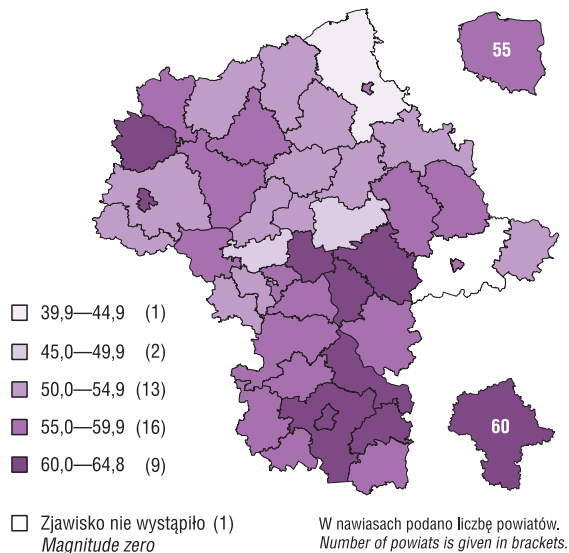 55
39,9—44,9 (1)
45,0—49,9 (2)
50,0—54,9 (13)
55,0—59,9 (16)
60,0—64,8 (9)
60
Zjawisko nie wystąpiło (1)
Magnitude zero
W nawiasach podano liczbę powiatów.
Number of powiats is given in brackets.